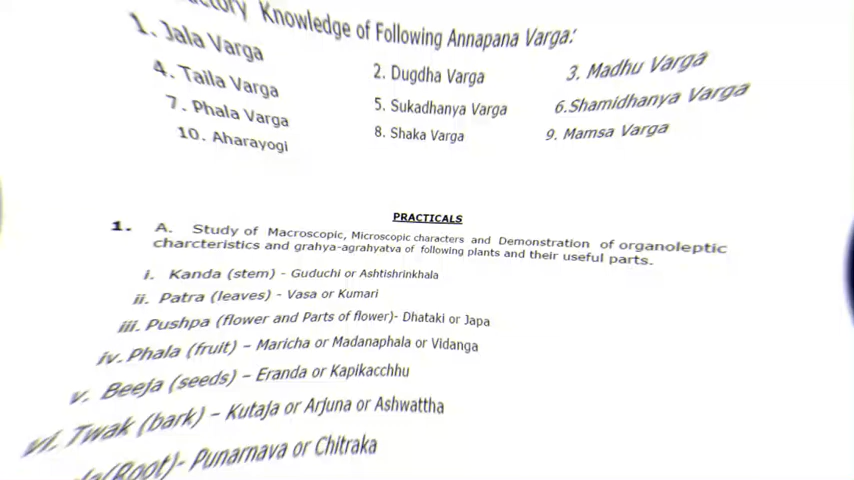 Knowledge of Following Annapana Varga:
1. Jala Varga 2. Dugdha Varga 3. Madhu Varga
4. Taila Varga 5. Sukadhanya Varga 6.Shamidhanya Varga
7. Phala Varga 8. Shaka Varga 9. Mamsa Varga
10. Aharayogi
PRACTICALS
1. A. Study of Macroscopic, Microscopic characters and Demonstration of organoleptic
charcteristics and grahya-agrahyatva of following plants and their useful parts.
i. Kanda (stem) - Guduchi or Ashtishrinkhala
ii. Patra (leaves) - Vasa or Kumari
iii. Pushpa (flower and Parts of flower)- Dhataki or Japa
iv. Phala (fruit) – Maricha or Madanaphala or Vidanga
v. Beeja (seeds) – Eranda or Kapikacchhu
vi. Twak (bark) – Kutaja or Arjuna or Ashwattha
(Root)- Punarnava or Chitraka